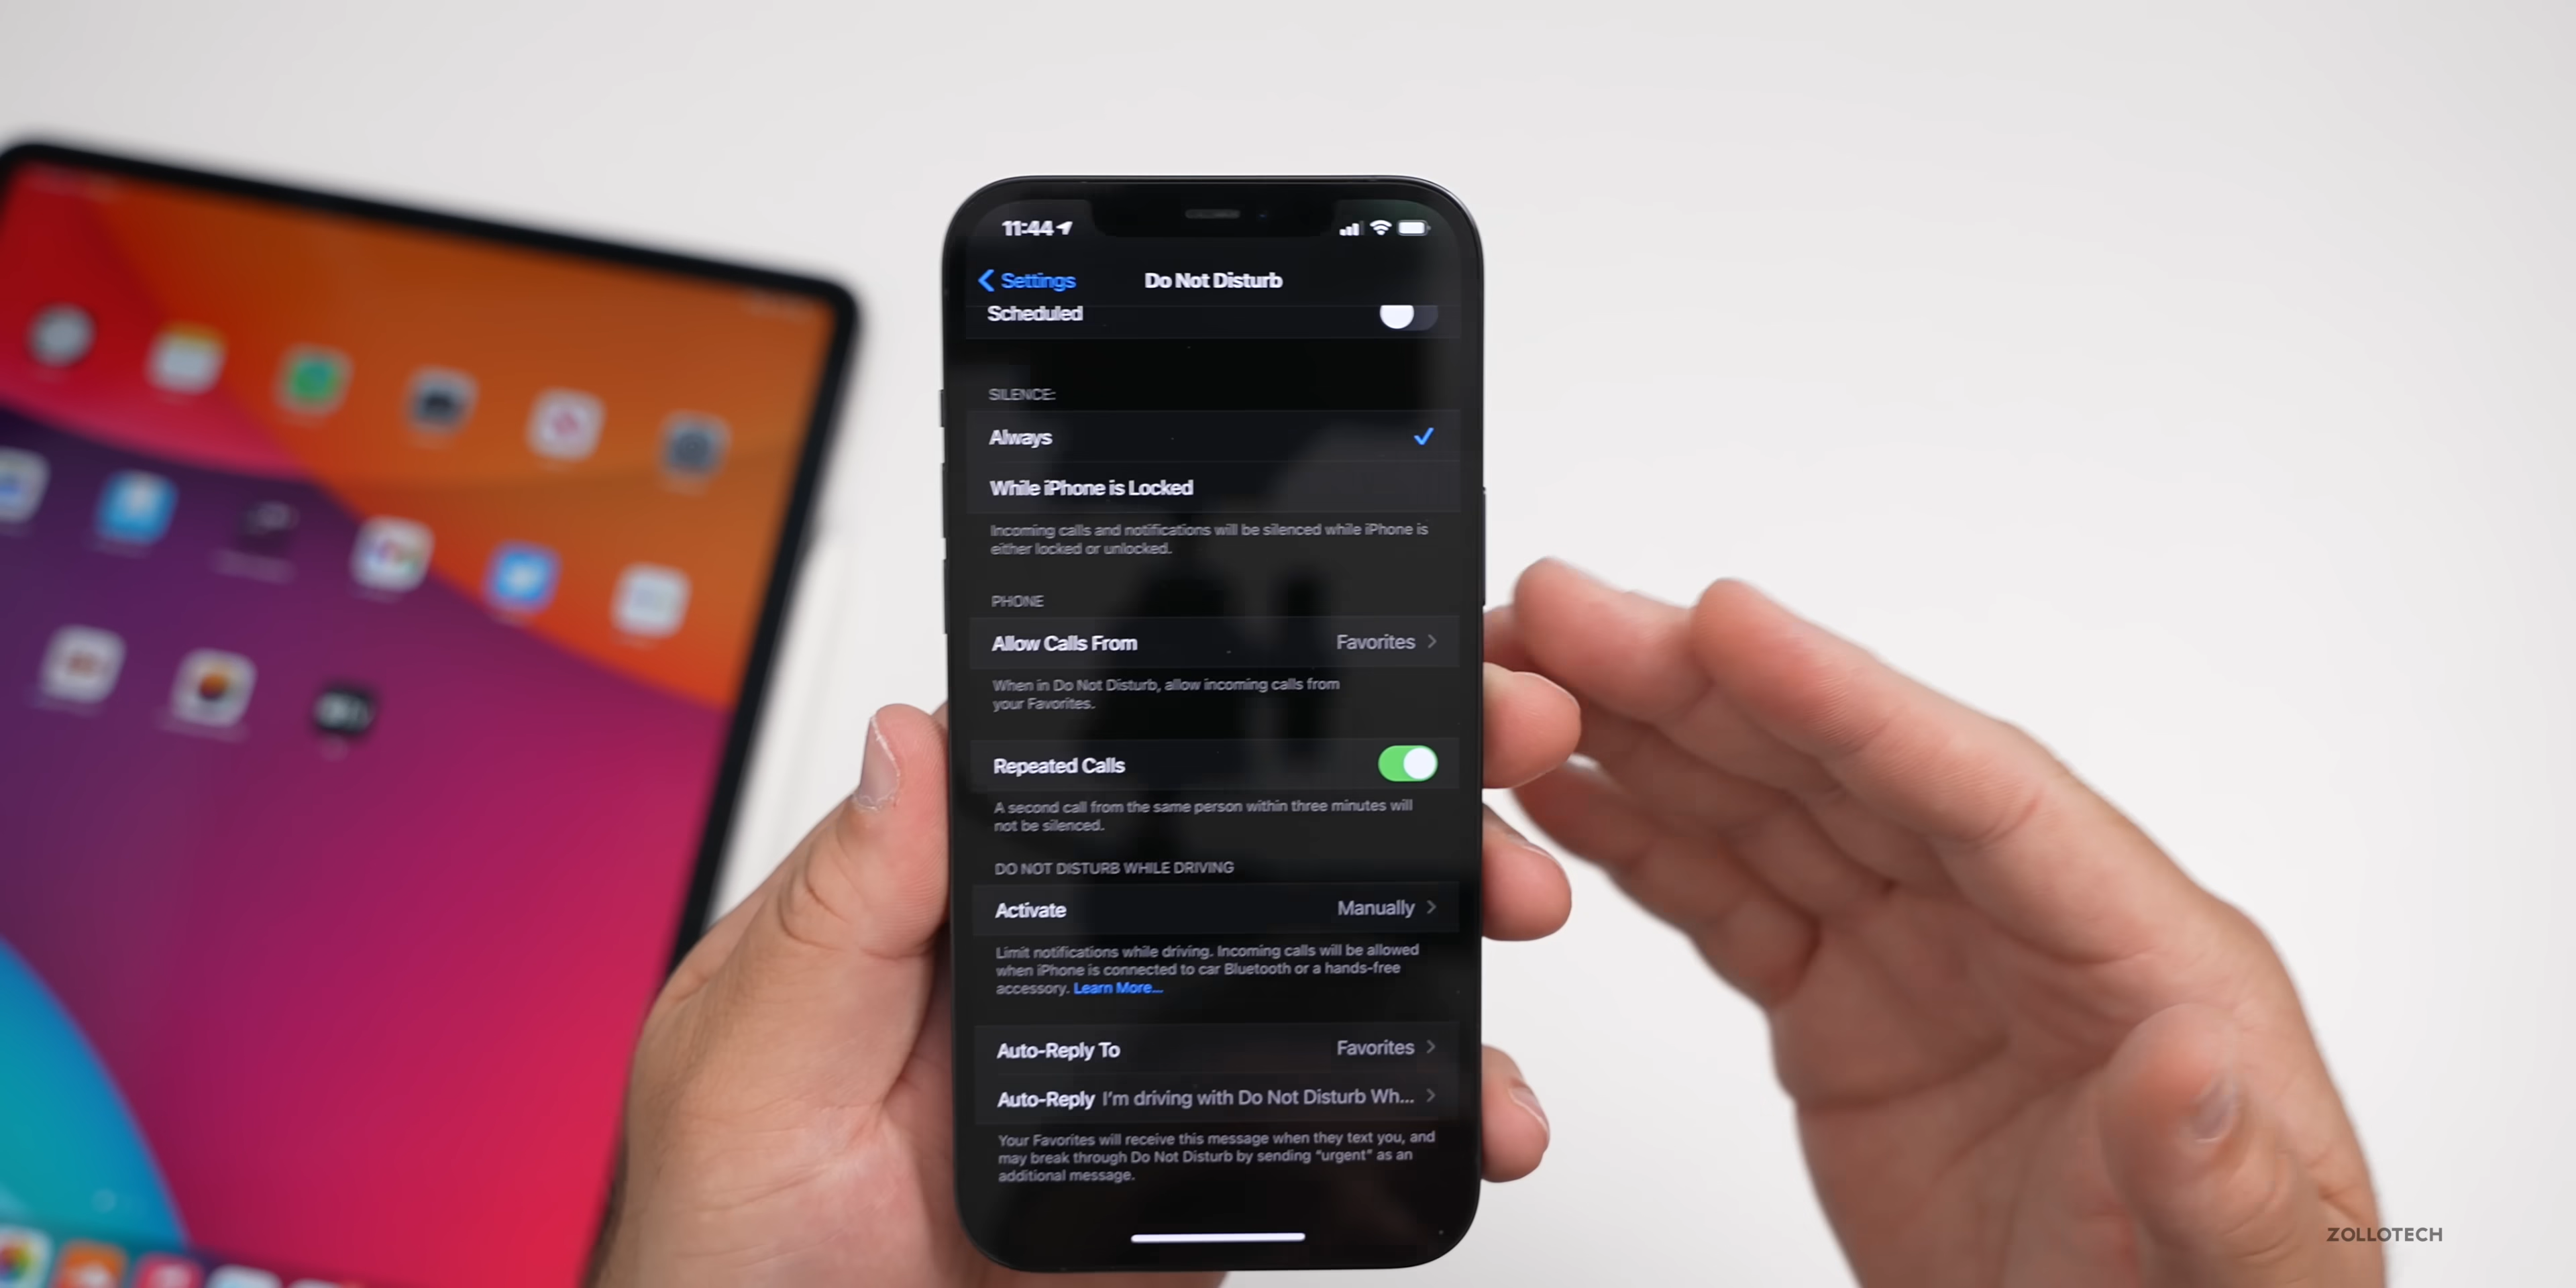 11:44
Settings
Do Not Disturb
Scheduled
SILENCE:
Always
While iPhone is Locked
Incoming calls and notifications will be silenced while iPhone is
either locked or unlocked.
PHONE
Allow Calls From Favorites
When in Do Not Disturb, allow incoming calls from
your Favorites.
Repeated Calls
A second call from the same person within three minutes will
not be silenced.
DO NOT DISTURB WHILE DRIVING
Activate Manually
Limit notifications while driving. Incoming calls will be allowed
when iPhone is connected to car Bluetooth or a hands-free
accessory. Learn More...
Auto-Reply To Favorites
Auto-Reply I'm driving with Do Not Disturb Wh...
Your Favorites will receive this message when they text you, and
may break through Do Not Disturb by sending "urgent" as an
additional message.
ZOLLOTECH